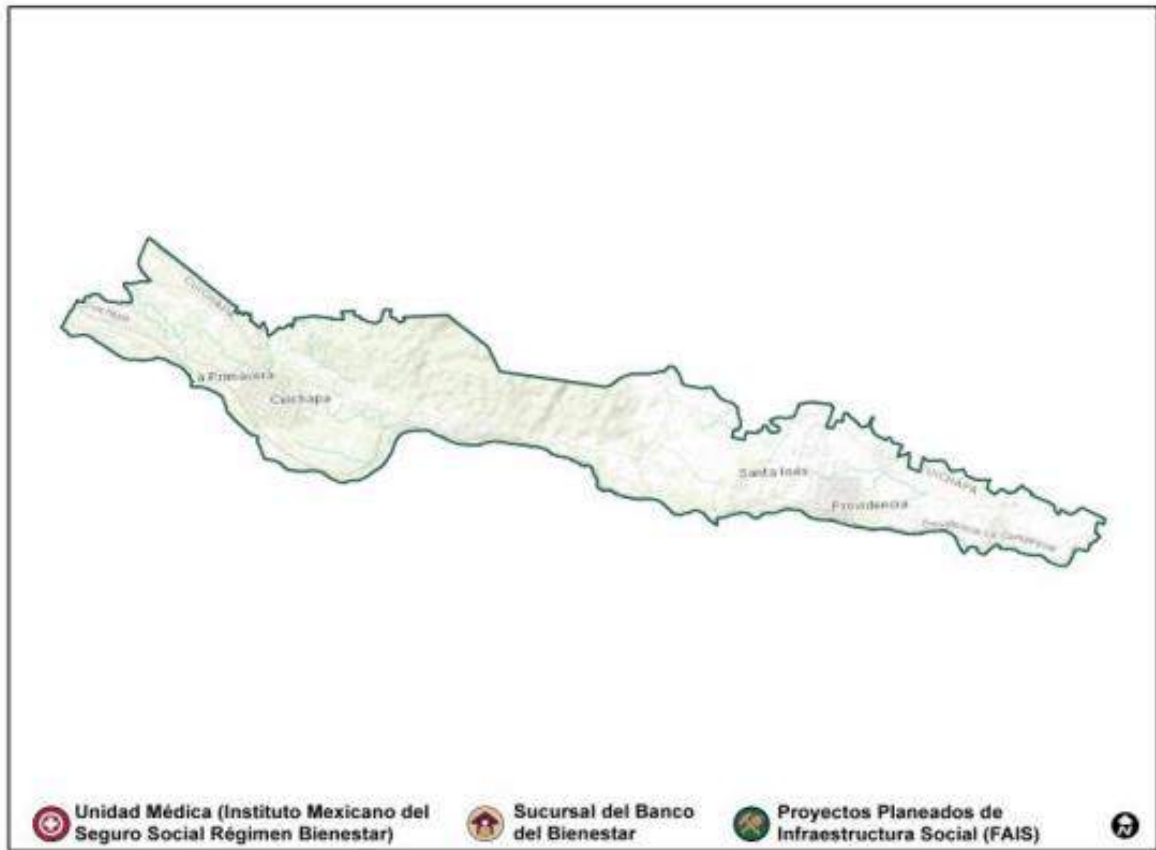 Cuichapa
Santa Inés
Providencia
CUICHAPA
Unidad Médica (Instituto Mexicano del
Seguro Social Régimen Bienestar)
Sucursal del Banco
del Bienestar
Proyectos Planeados de
Infraestructura Social (FAIS)